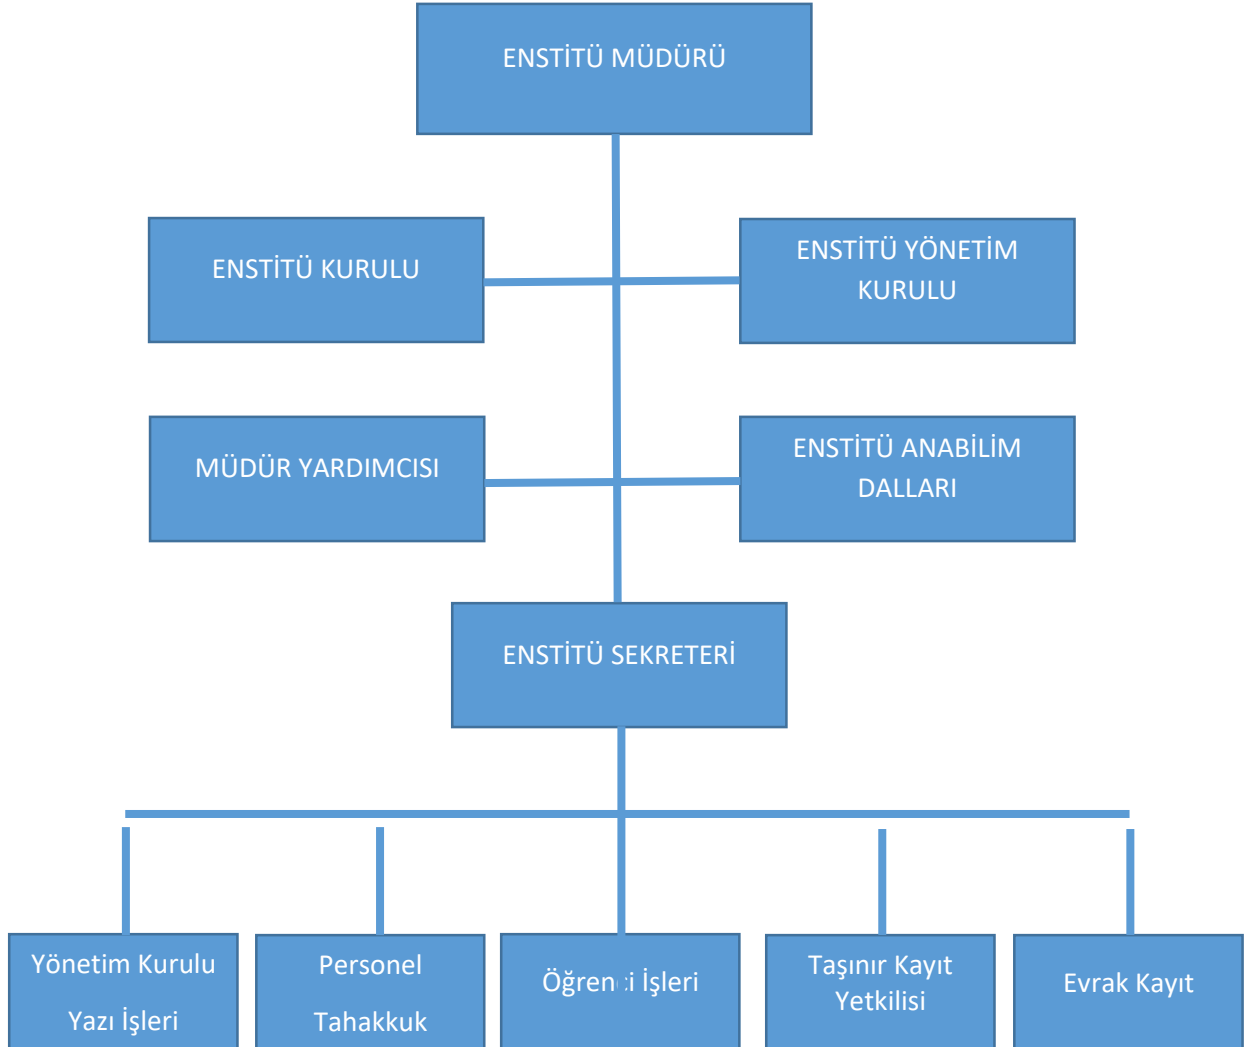 ENSTİTÜ MÜDÜRÜ
ENSTİTÜ KURULU
ENSTİTÜ YÖNETİM
KURULU
MÜDÜR YARDIMCISI
ENSTİTÜ ANABİLİM
DALLARI
ENSTİTÜ SEKRETERİ
Yönetim Kurulu
Yazı İşleri
Personel
Tahakkuk
Öğrenci İşleri
Taşınır Kayıt
Yetkilisi
Evrak Kayıt